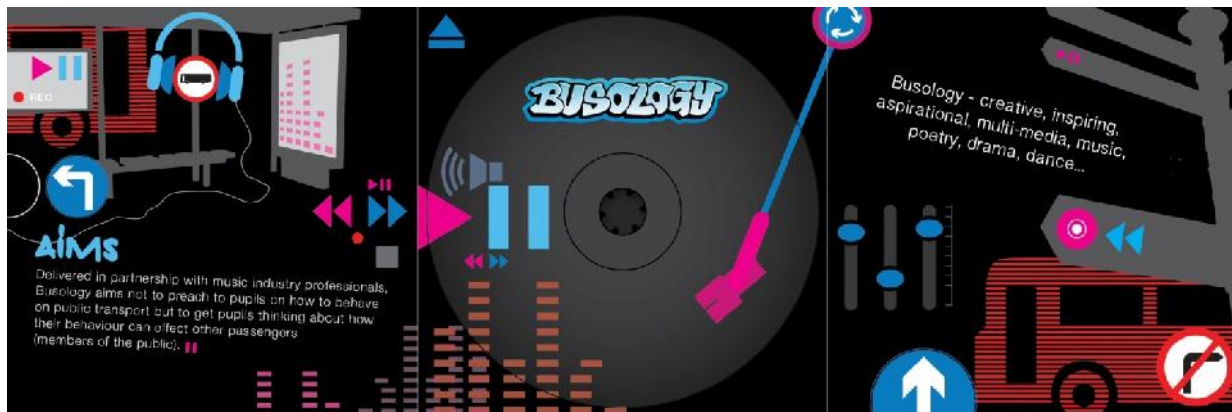 REC
AIMS
Delivered in partnership with music industry professionals,
Busology aims not to preach to pupils on how to behave
on public transport but to get pupils thinking about how
their behaviour can effect other passengers
(members of the public).
BUSOLOGY
Busology - creative, inspiring,
aspirational, multi-media, music,
poetry, drama, dance...